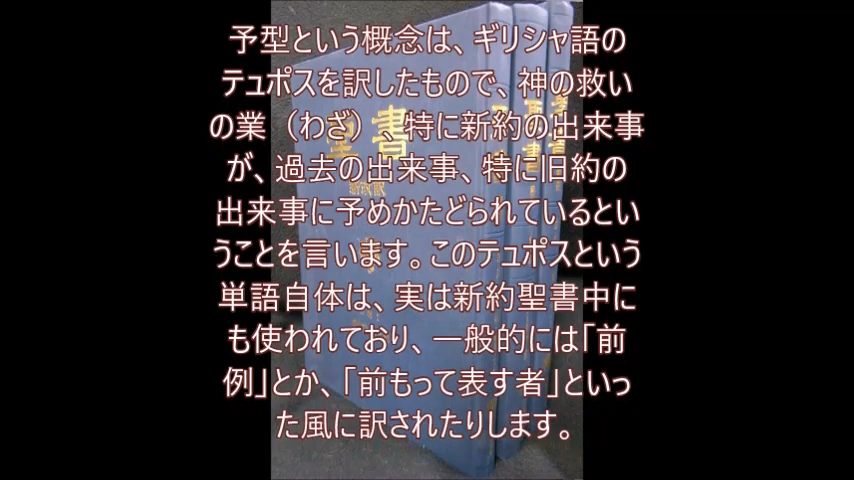 予型という概念は、ギリシャ語の
テュポスを訳したもので、神の救い
の業（わざ）、特に新約の出来事
が、過去の出来事、特に旧約の
出来事に予めかたどられているとい
うことを言います。このテュポスという
単語自体は、実は新約聖書中に
も使われており、一般的には「前
例」とか、「前もって表す者」といっ
た風に訳されたりします。
聖書